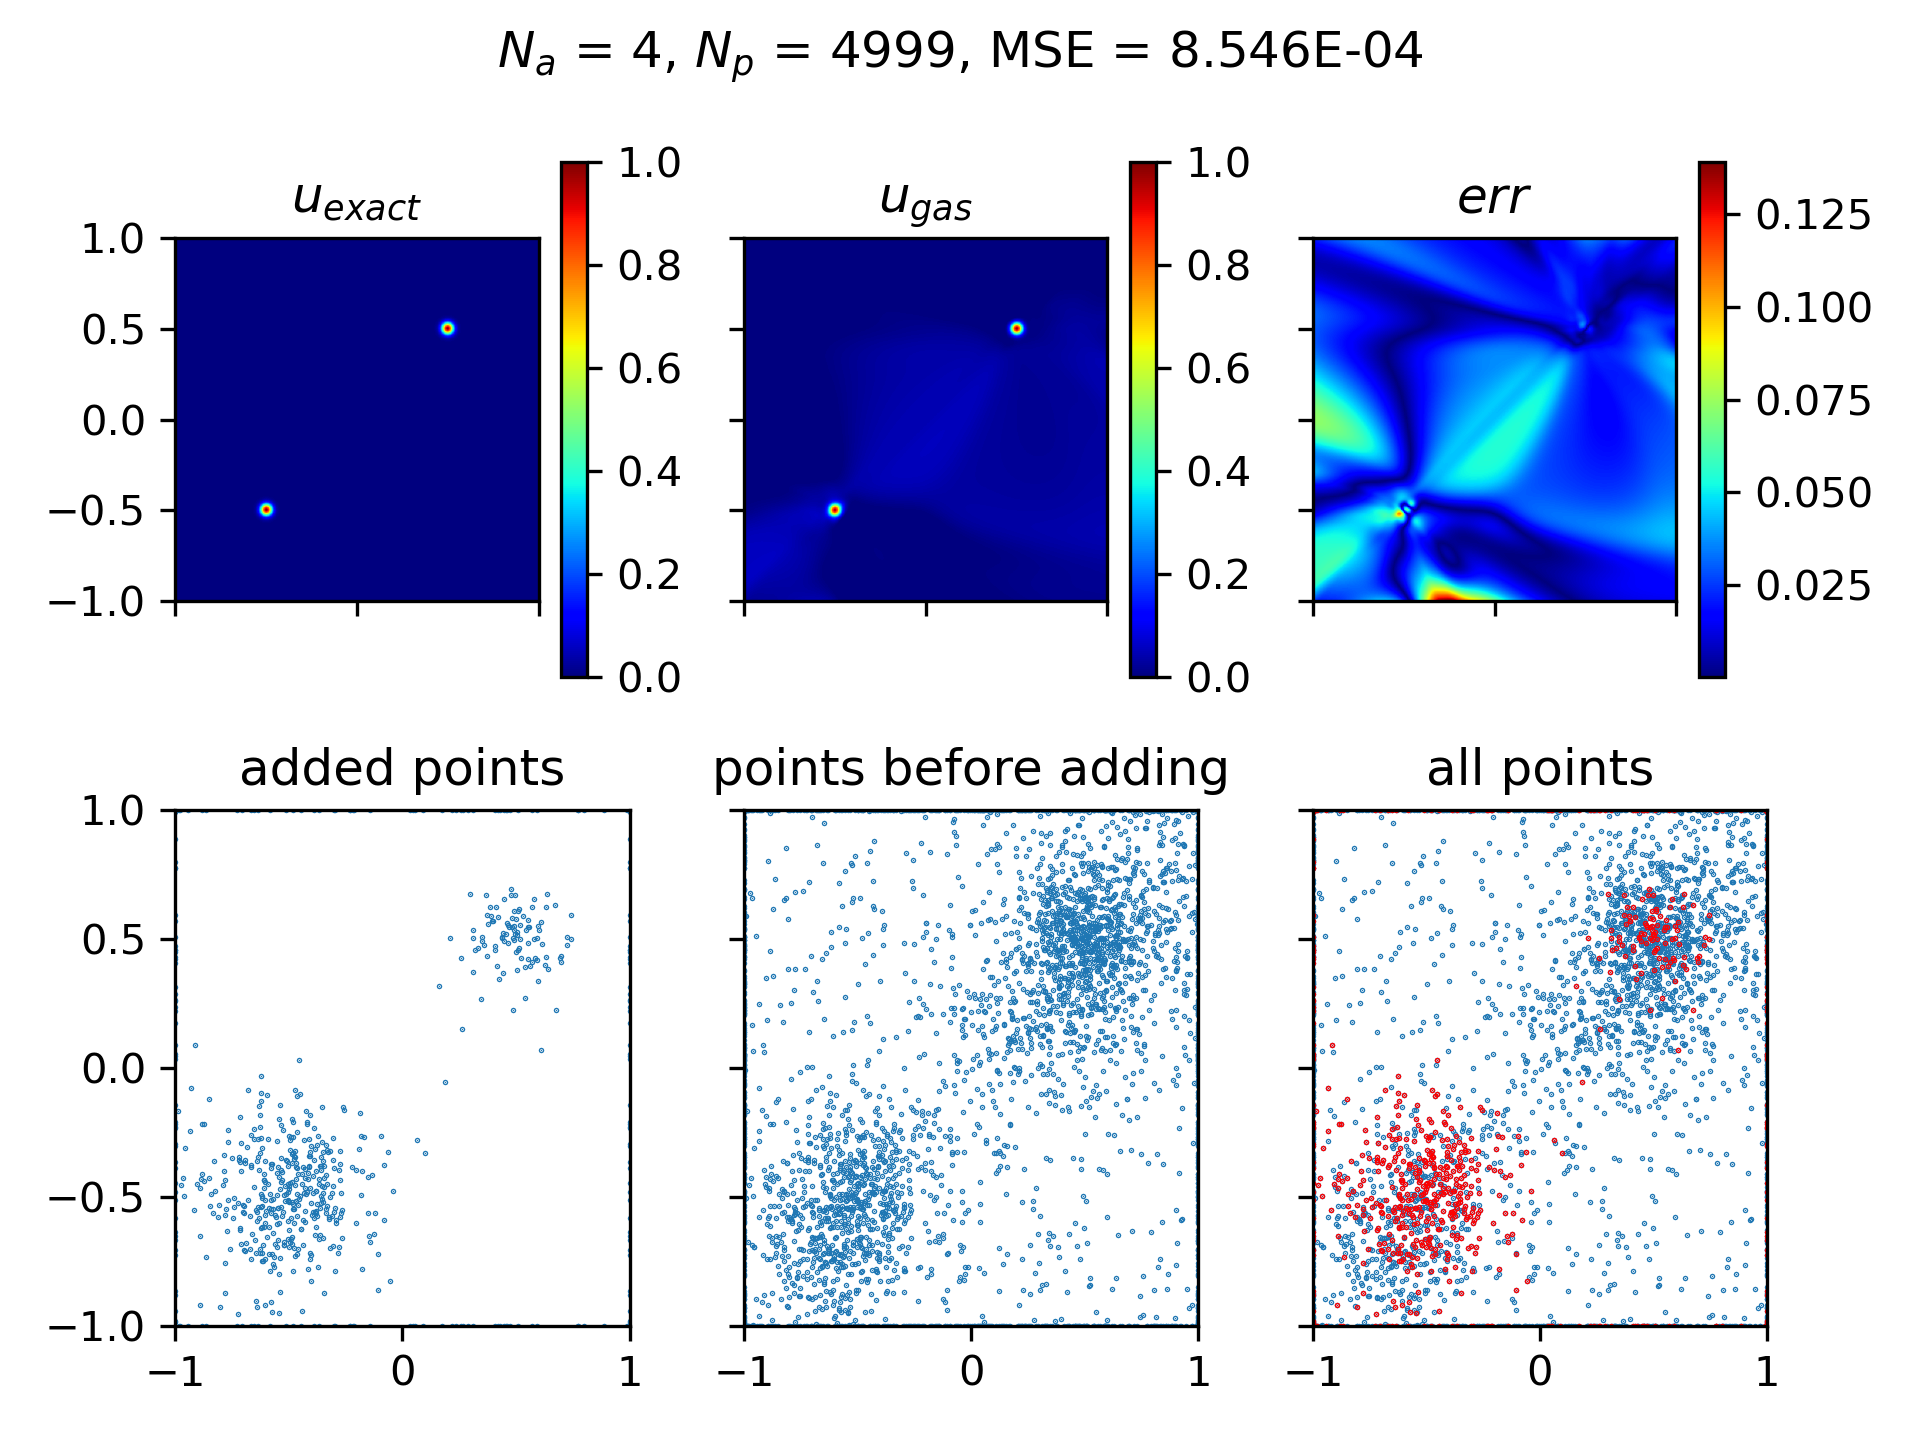 N_a = 4, N_p = 4999, MSE = 8.546E-04
u_exact
u_gas
err
1.0
0.5
0.0
−0.5
−1.0
1.0
0.8
0.6
0.4
0.2
0.0
1.0
0.8
0.6
0.4
0.2
0.0
0.125
0.100
0.075
0.050
0.025
added points
points before adding
all points
1.0
0.5
0.0
−0.5
−1.0
−1 0 1
−1 0 1
−1 0 1